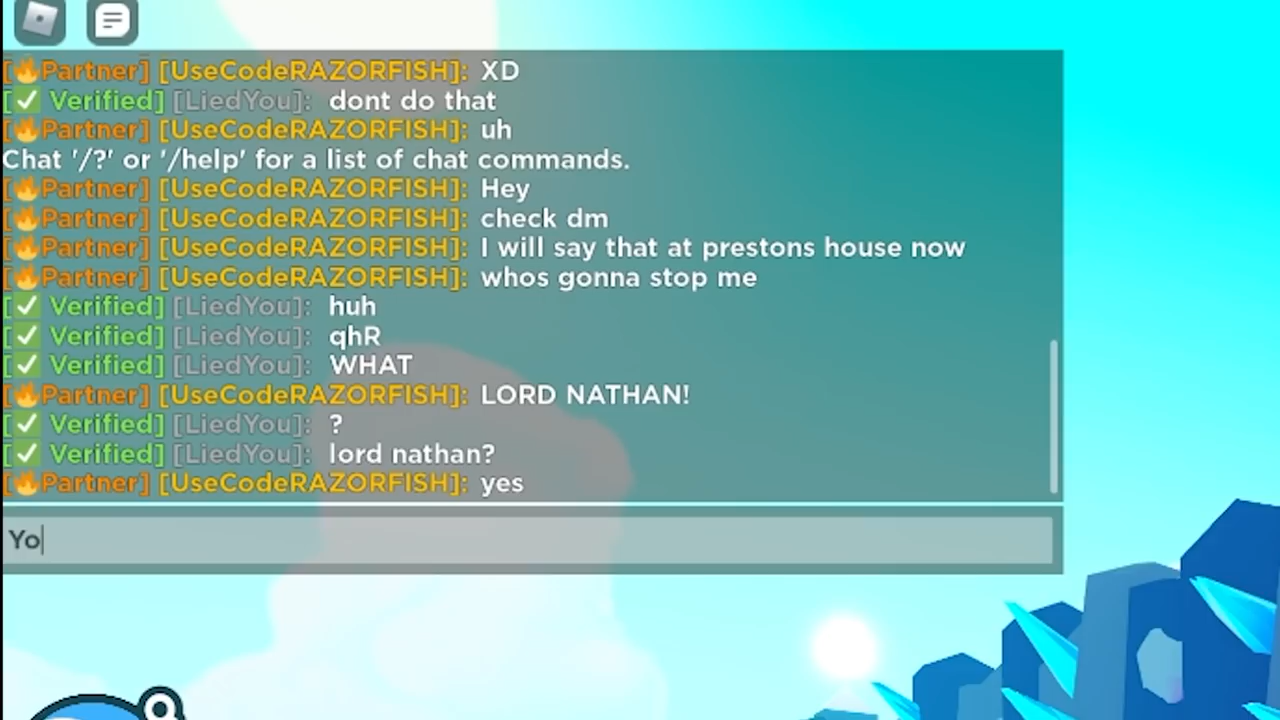 [🔥Partner] [UseCodeRAZORFISH]: XD
[✅ Verified] [LiedYou]: dont do that
[🔥Partner] [UseCodeRAZORFISH]: uh
Chat '/?' or '/help' for a list of chat commands.
[🔥Partner] [UseCodeRAZORFISH]: Hey
[🔥Partner] [UseCodeRAZORFISH]: check dm
[🔥Partner] [UseCodeRAZORFISH]: I will say that at prestons house now
[🔥Partner] [UseCodeRAZORFISH]: whos gonna stop me
[✅ Verified] [LiedYou]: huh
[✅ Verified] [LiedYou]: qhR
[✅ Verified] [LiedYou]: WHAT
[🔥Partner] [UseCodeRAZORFISH]: LORD NATHAN!
[✅ Verified] [LiedYou]: ?
[✅ Verified] [LiedYou]: lord nathan?
[🔥Partner] [UseCodeRAZORFISH]: yes
Yo